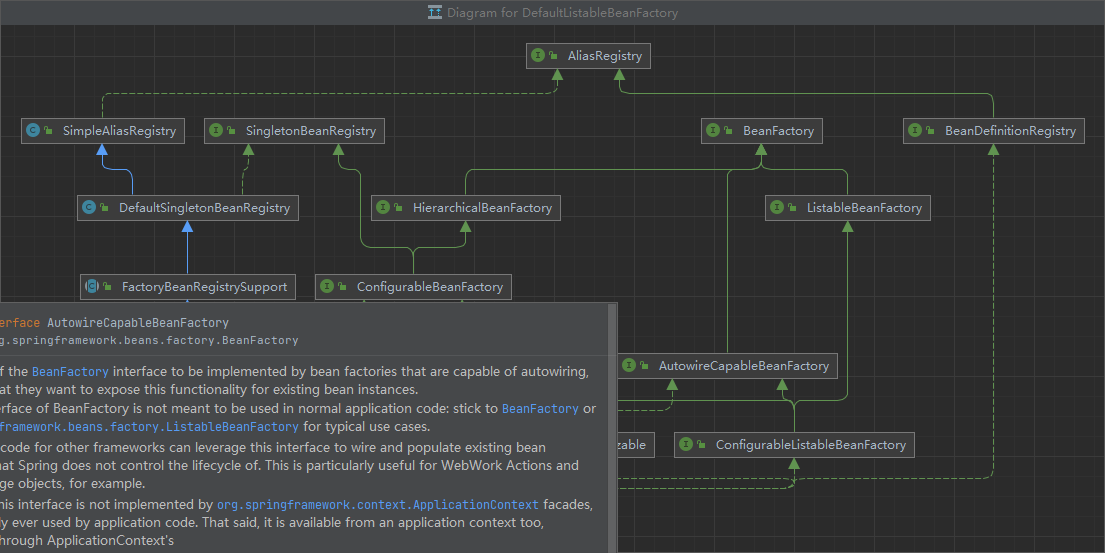 Diagram for DefaultListableBeanFactory
AliasRegistry
SimpleAliasRegistry
SingletonBeanRegistry
BeanFactory
BeanDefinitionRegistry
DefaultSingletonBeanRegistry
HierarchicalBeanFactory
ListableBeanFactory
FactoryBeanRegistrySupport
ConfigurableBeanFactory
erface AutowireCapableBeanFactory
g.springframework.beans.factory.BeanFactory
f the BeanFactory interface to be implemented by bean factories that are capable of autowiring,
at they want to expose this functionality for existing bean instances.
erface of BeanFactory is not meant to be used in normal application code: stick to BeanFactory or
framework.beans.factory.ListableBeanFactory for typical use cases.
code for other frameworks can leverage this interface to wire and populate existing bean
hat Spring does not control the lifecycle of. This is particularly useful for WebWork Actions and
ge objects, for example.
his interface is not implemented by org.springframework.context.ApplicationContext facades,
ly ever used by application code. That said, it is available from an application context too,
hrough ApplicationContext's
AutowireCapableBeanFactory
zable
ConfigurableListableBeanFactory